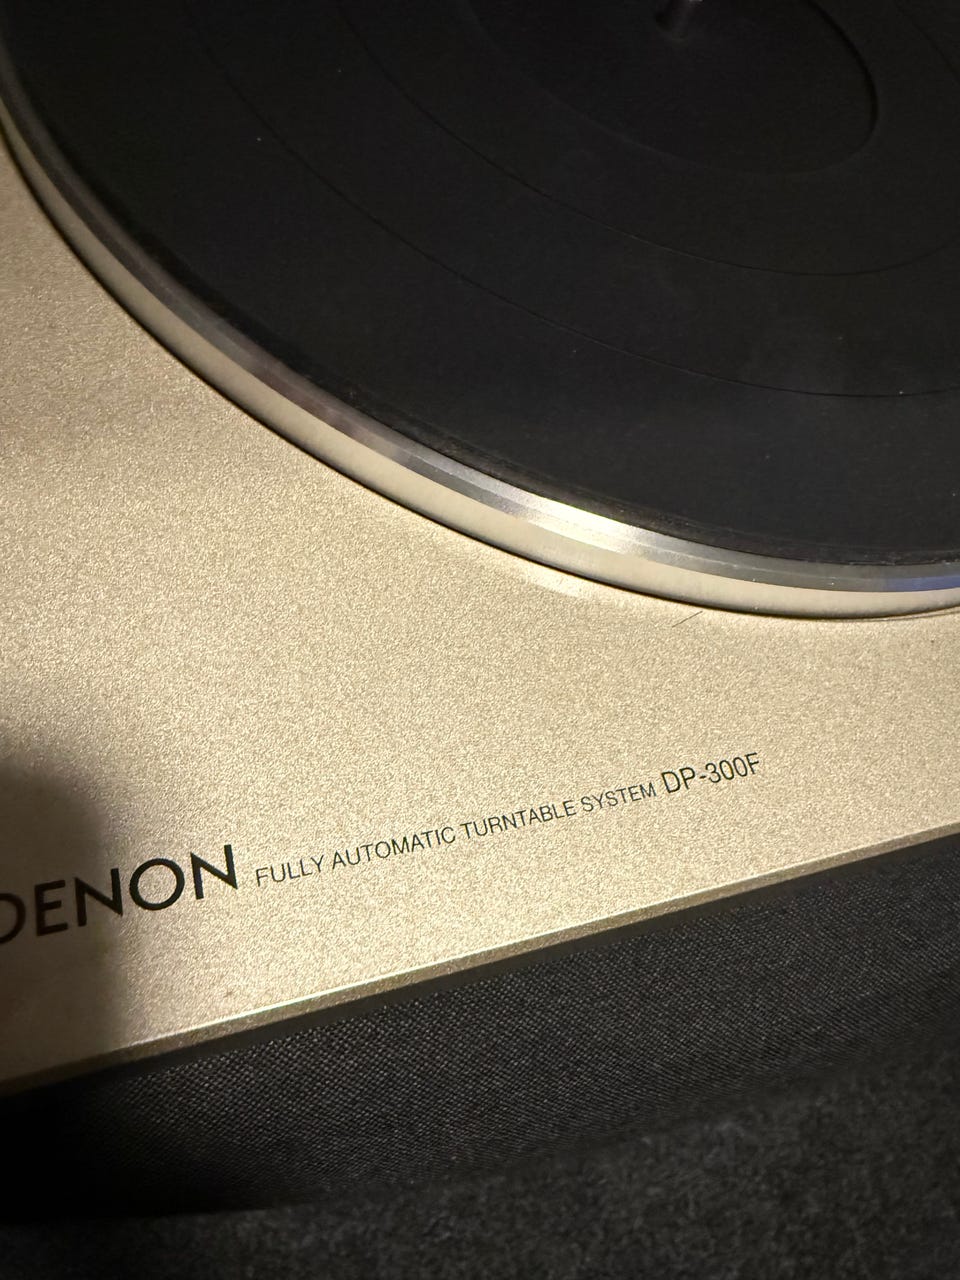 DENON FULLY AUTOMATIC TURNTABLE SYSTEM DP-300F